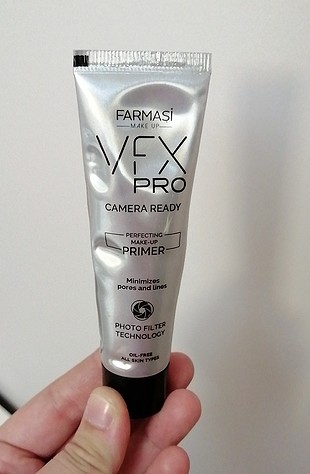 FARMASİ
MAKE UP
VFX
PRO
CAMERA READY
PERFECTING
MAKE-UP
PRIMER
Minimizes
pores and lines
PHOTO FILTER
TECHNOLOGY
OIL-FREE
ALL SKIN TYPES